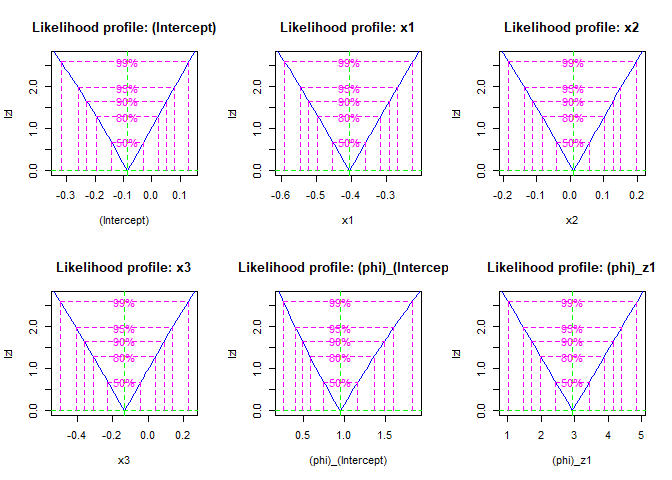 Likelihood profile: (Intercept)
|z|
2.0
1.0
0.0
99%
95%
90%
80%
50%
-0.3 -0.2 -0.1 0.0 0.1
(Intercept)
Likelihood profile: x1
|z|
2.0
1.0
0.0
99%
95%
90%
80%
50%
-0.6 -0.5 -0.4 -0.3
x1
Likelihood profile: x2
|z|
2.0
1.0
0.0
99%
95%
90%
80%
50%
-0.2 -0.1 0.0 0.1 0.2
x2
Likelihood profile: x3
|z|
2.0
1.0
0.0
99%
95%
90%
80%
50%
-0.4 -0.2 0.0 0.2
x3
Likelihood profile: (phi)_(Intercep
|z|
2.0
1.0
0.0
99%
95%
90%
80%
50%
0.5 1.0 1.5
(phi)_(Intercept)
Likelihood profile: (phi)_z1
|z|
2.0
1.0
0.0
99%
95%
90%
80%
50%
1 2 3 4 5
(phi)_z1